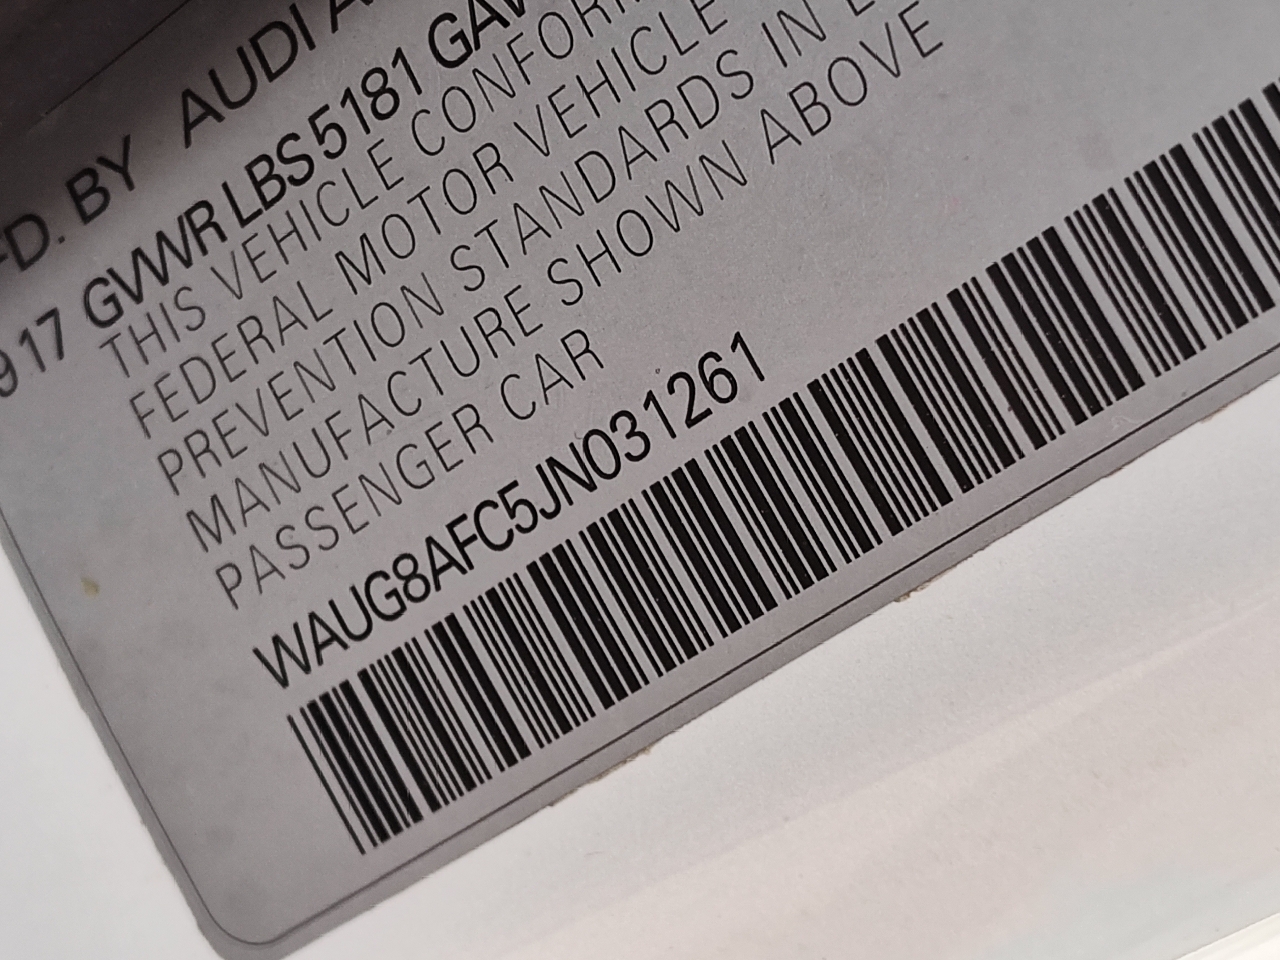 FD. BY AUDI A
917 GVWR LBS 5181 GAW
THIS VEHICLE CONFORM
FEDERAL MOTOR VEHICLE
PREVENTION STANDARDS IN E
MANUFACTURE SHOWN ABOVE
PASSENGER CAR
WAUG8AFC5JN031261